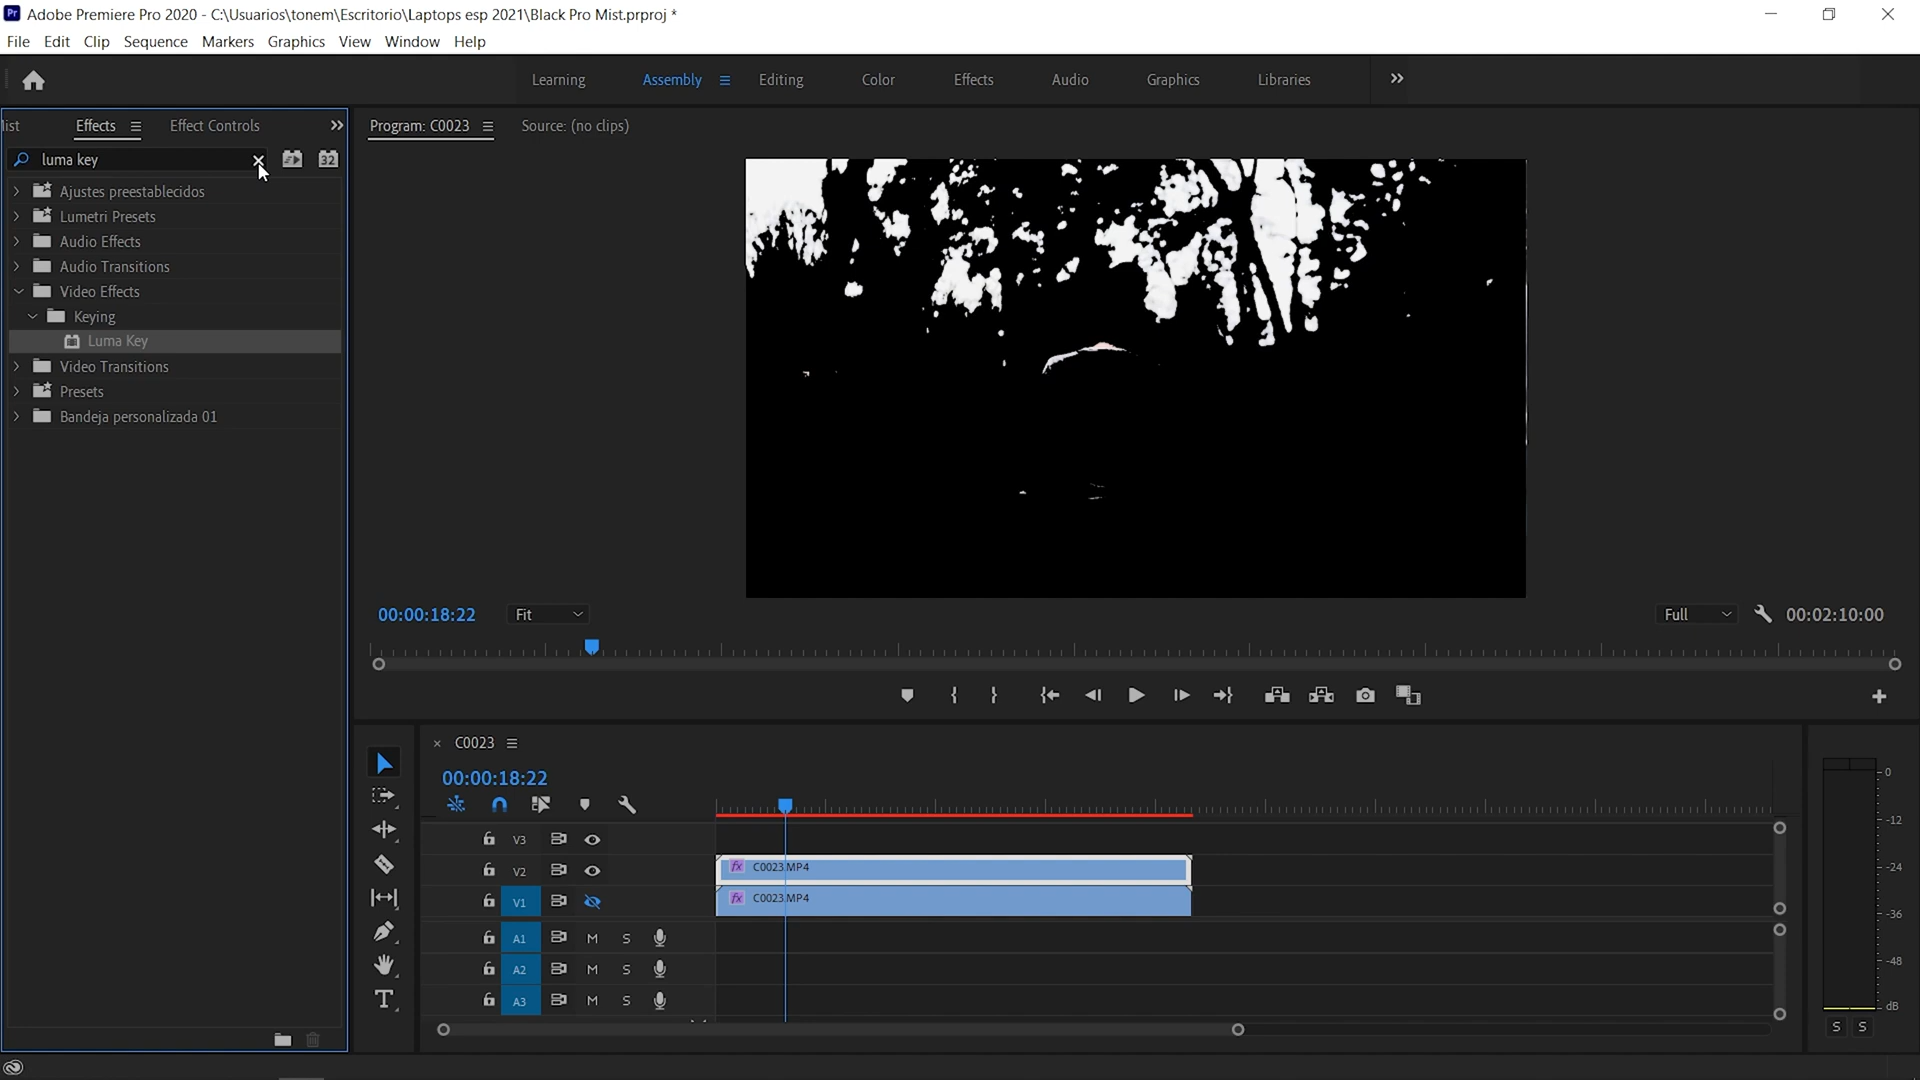 Adobe Premiere Pro 2020 - C:\Usuarios\tonem\Escritorio\Laptops esp 2021\Black Pro Mist.prproj *
File Edit Clip Sequence Markers Graphics View Window Help
Learning Assembly Editing Color Effects Audio Graphics Libraries
ist Effects Effect Controls Program: C0023 Source: (no clips)
luma key 32
Ajustes preestablecidos
Lumetri Presets
Audio Effects
Audio Transitions
Video Effects
Keying
Luma Key
Video Transitions
Presets
Bandeja personalizada 01
00:00:18:22 Fit Full 00:02:10:00
C0023
00:00:18:22
V3
V2 fx C0023.MP4
V1 fx C0023.MP4
A1 M S
A2 M S
A3 M S
0
-12
-24
-36
-48
dB
S S